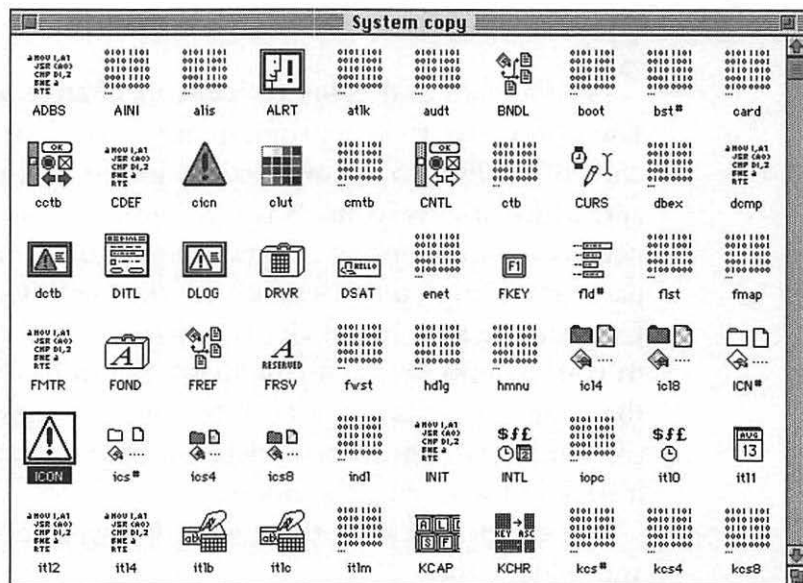 System copy
ADBS AINI alis ALRT atlk audt BNDL boot bst# card
cctb CDEF cicn clut cmtb CNTL ctb CURS dbex dcmp
dctb DITL DLOG DRVR DSAT enet FKEY fld# flst fmap
FMTR FOND FREF FRSV fwst hdlg hmnu icl4 icl8 ICN#
ICON ics# ics4 ics8 indl INIT INTL iopc itl0 itl1
itl2 itl4 itlb itlc itlm KCAP KCHR kcs# kcs4 kcs8